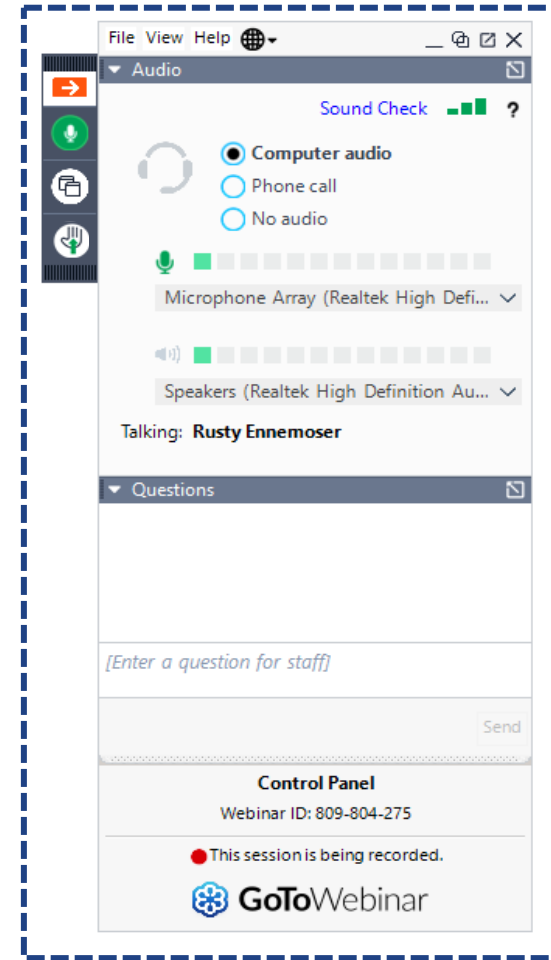 File View Help
Audio
Sound Check ?
Computer audio
Phone call
No audio
Microphone Array (Realtek High Defi...
Speakers (Realtek High Definition Au...
Talking: Rusty Ennemoser
Questions
[Enter a question for staff]
Send
Control Panel
Webinar ID: 809-804-275
This session is being recorded.
GoToWebinar